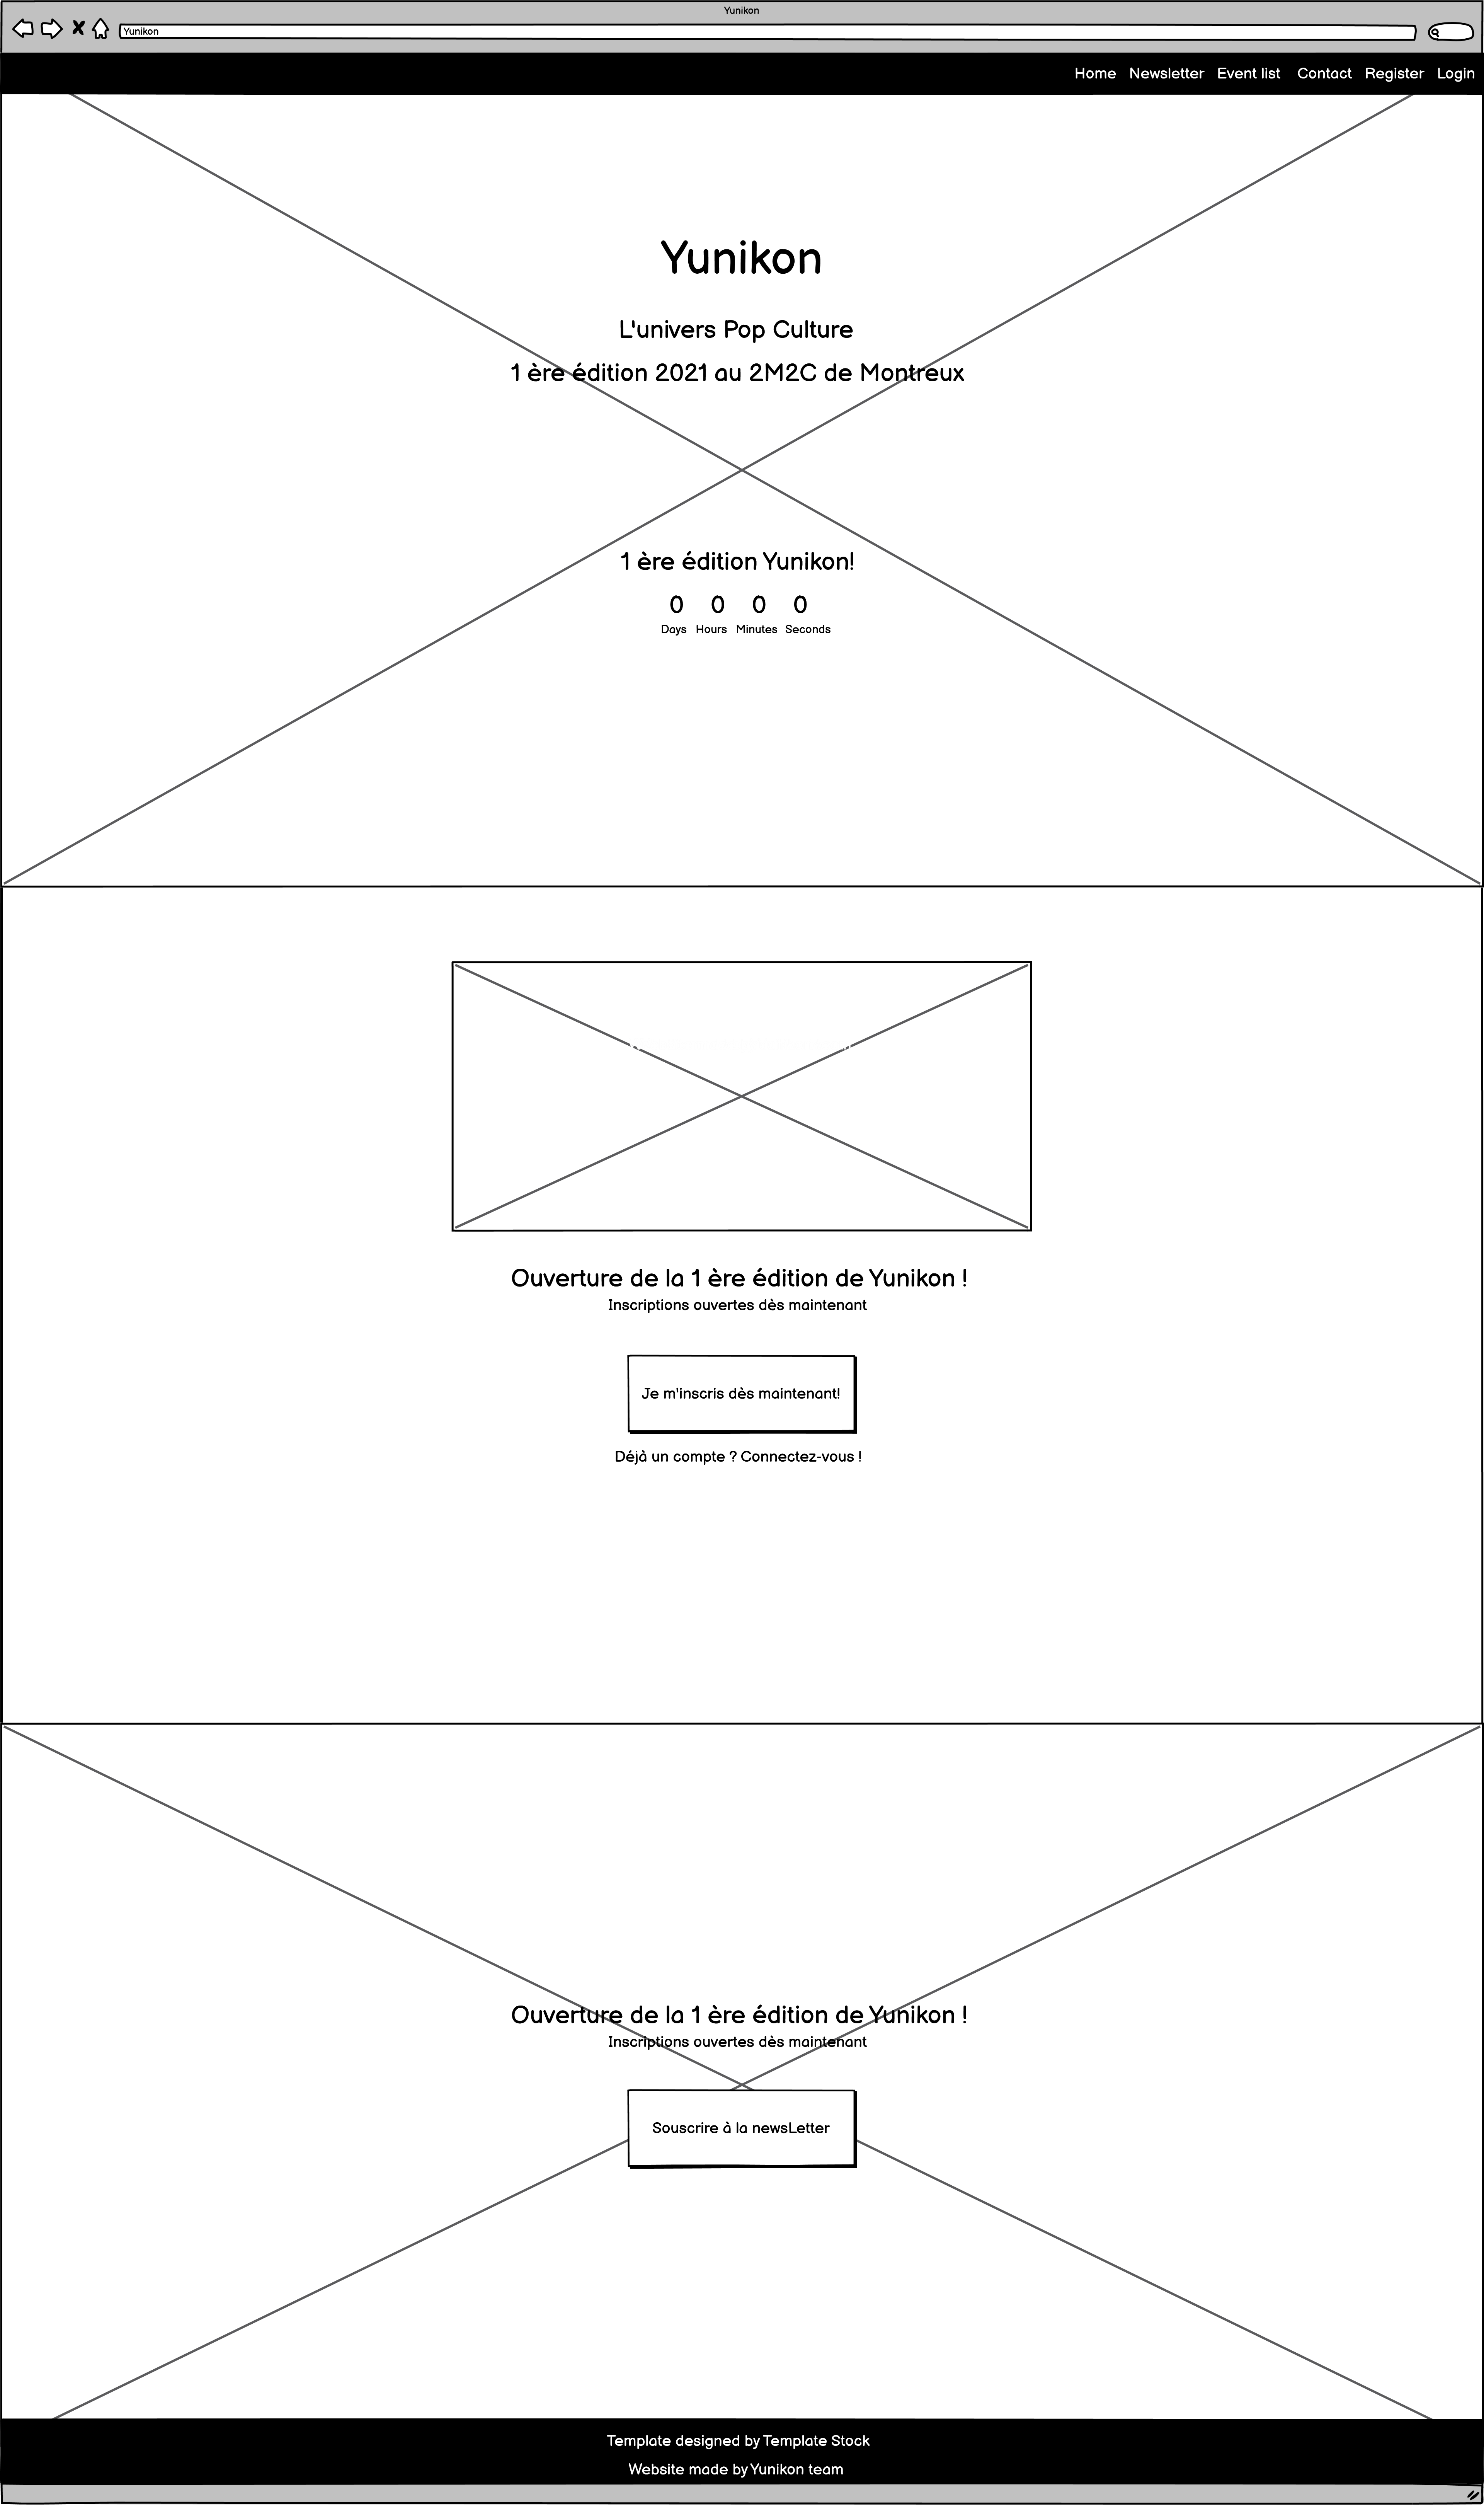 Yunikon
Yunikon
Home Newsletter Event list Contact Register Login
Yunikon
L'univers Pop Culture
1 ère édition 2021 au 2M2C de Montreux
1 ère édition Yunikon!
0 0 0 0
Days Hours Minutes Seconds
Ouverture de la 1 ère édition de Yunikon !
Inscriptions ouvertes dès maintenant
Je m'inscris dès maintenant!
Déjà un compte ? Connectez-vous !
Ouverture de la 1 ère édition de Yunikon !
Inscriptions ouvertes dès maintenant
Souscrire à la newsLetter
Template designed by Template Stock
Website made by Yunikon team